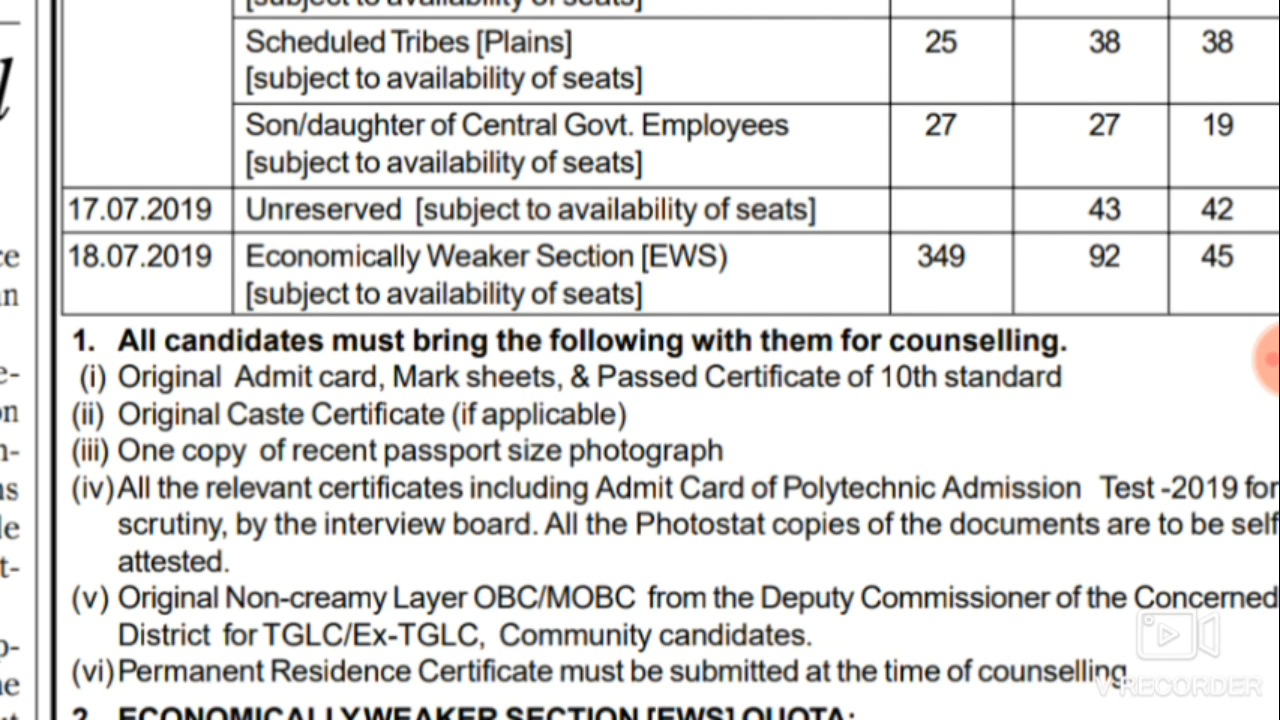 [subject to availability of seats]
Scheduled Tribes [Plains] 25 38 38
[subject to availability of seats]
Son/daughter of Central Govt. Employees 27 27 19
[subject to availability of seats]
17.07.2019 Unreserved [subject to availability of seats] 43 42
18.07.2019 Economically Weaker Section [EWS) 349 92 45
[subject to availability of seats]
1. All candidates must bring the following with them for counselling.
(i) Original Admit card, Mark sheets, & Passed Certificate of 10th standard
(ii) Original Caste Certificate (if applicable)
(iii) One copy of recent passport size photograph
(iv) All the relevant certificates including Admit Card of Polytechnic Admission Test -2019 for
scrutiny, by the interview board. All the Photostat copies of the documents are to be self
attested.
(v) Original Non-creamy Layer OBC/MOBC from the Deputy Commissioner of the Concerned
District for TGLC/Ex-TGLC, Community candidates.
(vi) Permanent Residence Certificate must be submitted at the time of counselling
V RECORDER
2. ECONOMICALLY WEAKER SECTION [EWS] QUOTA: